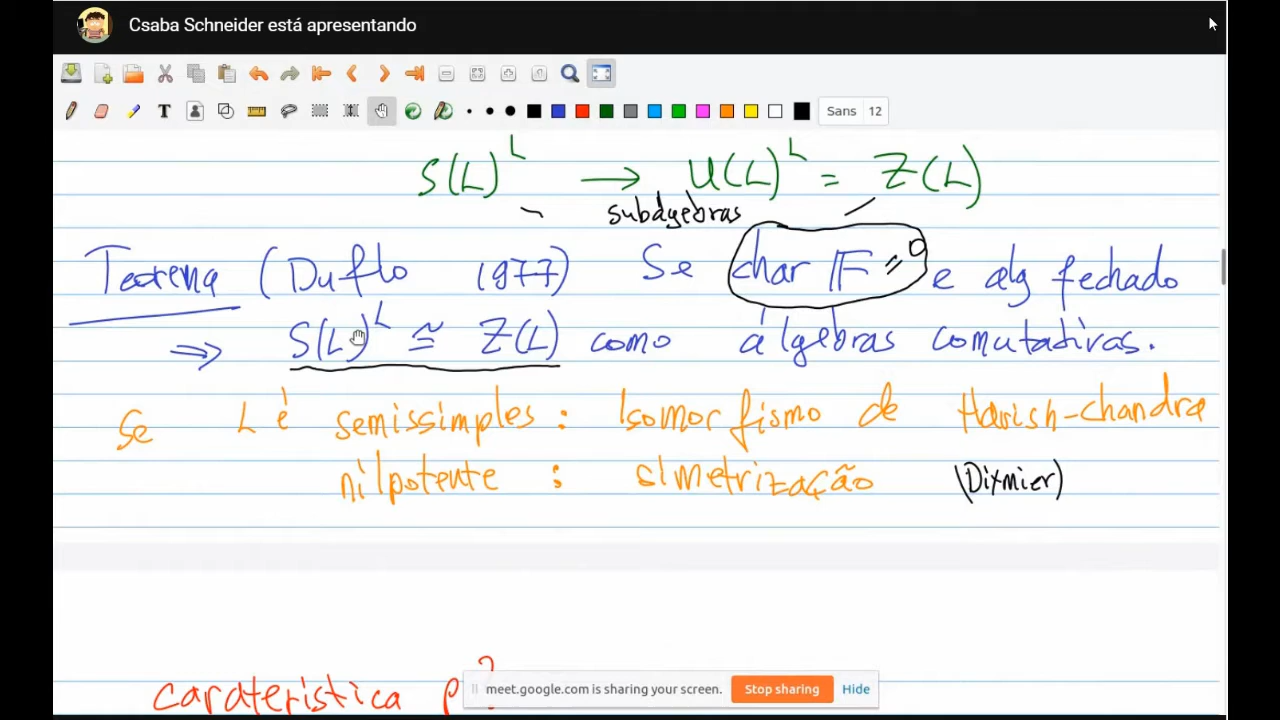 Csaba Schneider está apresentando
Sans 12
S(L)^L → U(L)^L = Z(L)
subalgebras
Teorema (Duflo 1977) Se char F = 0 e alg fechado
⇒ S(L)^L ≅ Z(L) como álgebras comutativas.
Se L é semissimples : Isomorfismo de Harish-chandra
nilpotente : simetrização (Dixmier)
caraterística p?
meet.google.com is sharing your screen. Stop sharing Hide